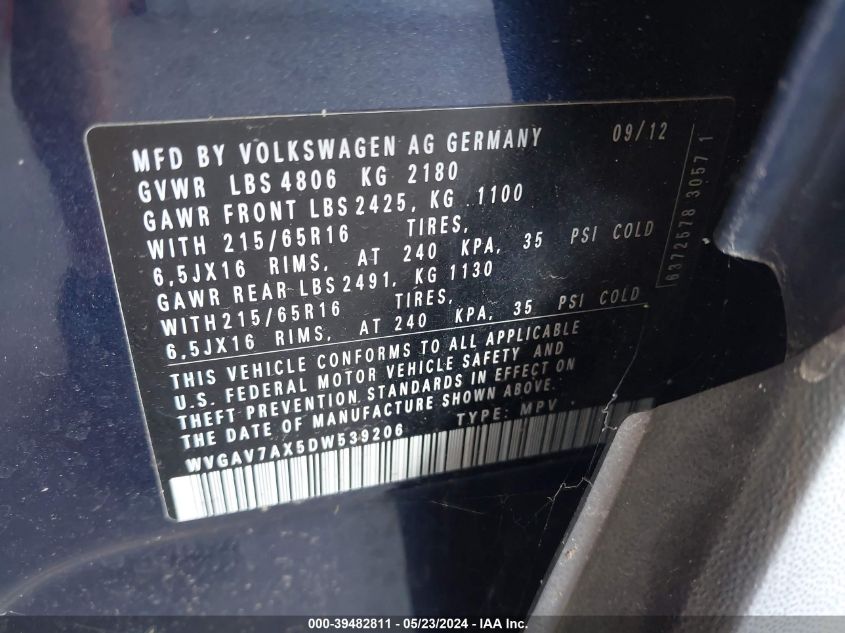 MFD BY VOLKSWAGEN AG GERMANY 09/12
GVWR LBS 4806 KG 2180
GAWR FRONT LBS 2425, KG 1100
WITH 215/65R16 TIRES,
6,5JX16 RIMS, AT 240 KPA, 35 PSI COLD
GAWR REAR LBS 2491, KG 1130
WITH 215/65R16 TIRES,
6,5JX16 RIMS, AT 240 KPA, 35 PSI COLD
THIS VEHICLE CONFORMS TO ALL APPLICABLE
U.S. FEDERAL MOTOR VEHICLE SAFETY AND
THEFT PREVENTION STANDARDS IN EFFECT ON
THE DATE OF MANUFACTURE SHOWN ABOVE.
WVGAV7AX5DW539206 TYPE: MPV
8372578 3057 1
000-39482811 - 05/23/2024 - IAA Inc.